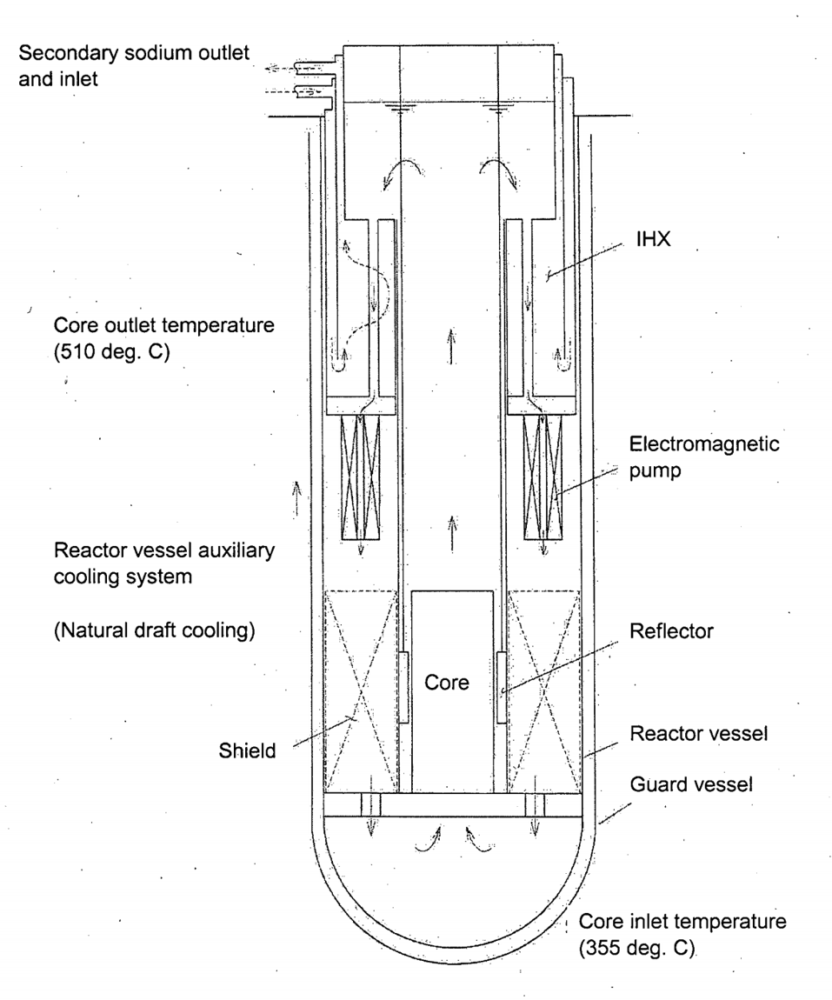 Secondary sodium outlet
and inlet
IHX
Core outlet temperature
(510 deg. C)
Electromagnetic
pump
Reactor vessel auxiliary
cooling system
(Natural draft cooling)
Reflector
Core
Reactor vessel
Shield
Guard vessel
Core inlet temperature
(355 deg. C)